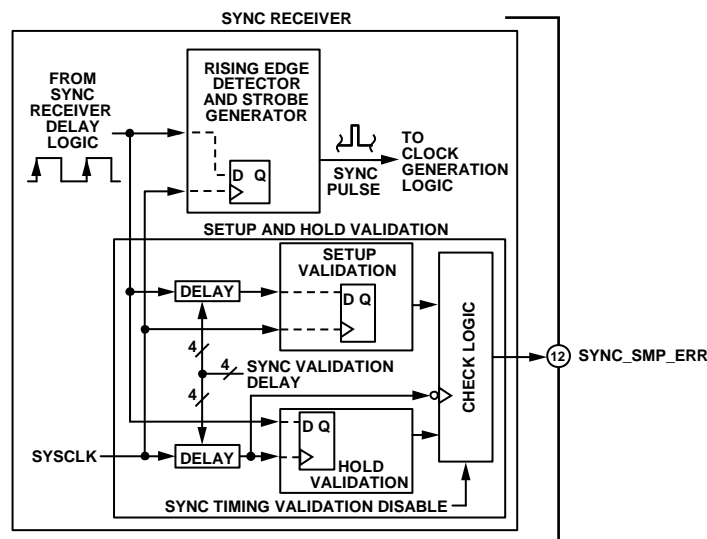 SYNC RECEIVER
RISING EDGE
DETECTOR
AND STROBE
GENERATOR
FROM
SYNC
RECEIVER
DELAY
LOGIC
D Q
SYNC
PULSE
TO
CLOCK
GENERATION
LOGIC
SETUP AND HOLD VALIDATION
SETUP
VALIDATION
DELAY
D Q
4
4
SYNC VALIDATION
DELAY
4
CHECK LOGIC
12
SYNC_SMP_ERR
SYSCLK
DELAY
D Q
HOLD
VALIDATION
SYNC TIMING VALIDATION DISABLE